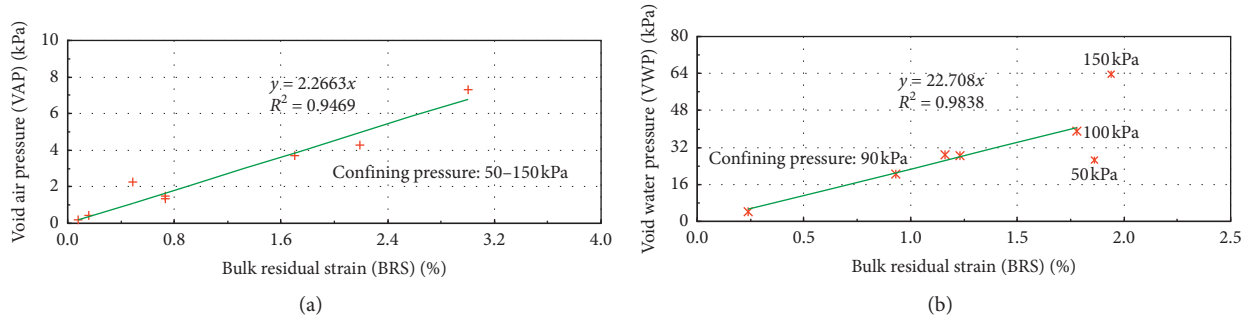 Void air pressure (VAP) (kPa)
10
8
6
4
2
0
0.0
0.8
1.6
2.4
3.2
4.0
y = 2.2663x
R² = 0.9469
Confining pressure: 50–150 kPa
Bulk residual strain (BRS) (%)
(a)
Void water pressure (VWP) (kPa)
80
64
48
32
16
0
0.0
0.5
1.0
1.5
2.0
2.5
150 kPa
y = 22.708x
R² = 0.9838
100 kPa
Confining pressure: 90 kPa
50 kPa
Bulk residual strain (BRS) (%)
(b)